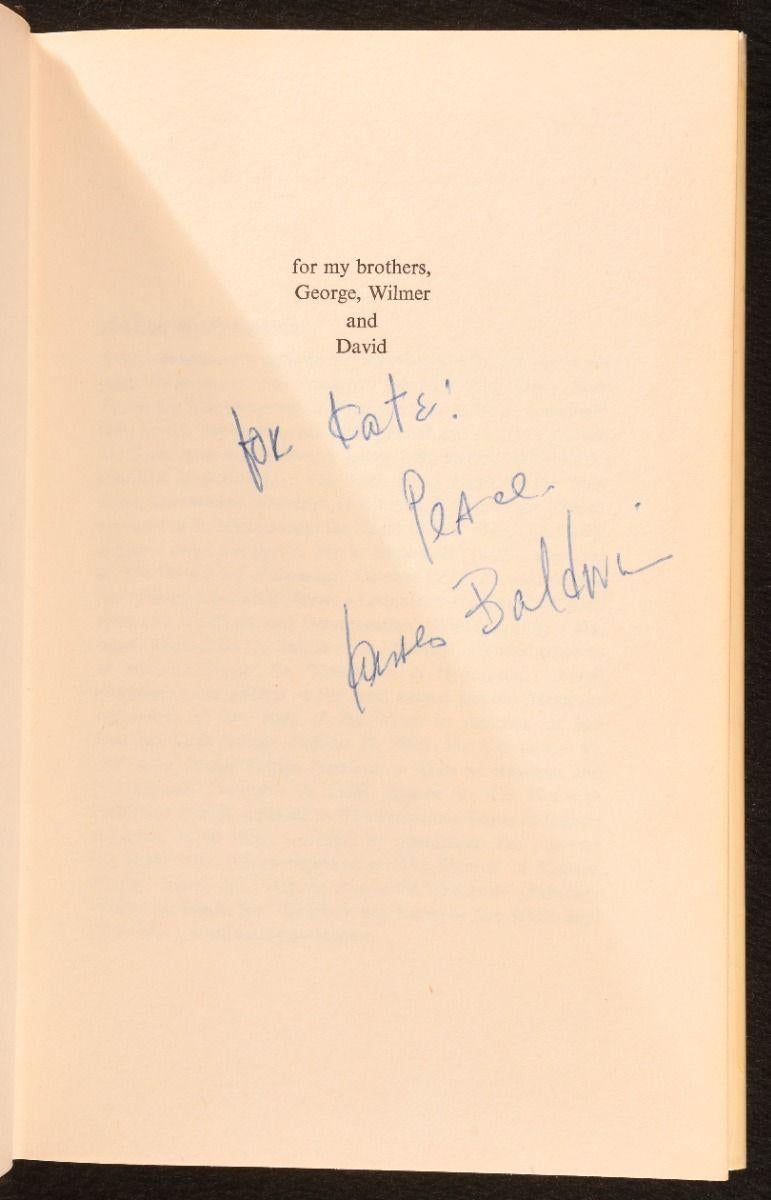 for my brothers,
George, Wilmer
and
David
for Kate:
Peace.
James Baldwin